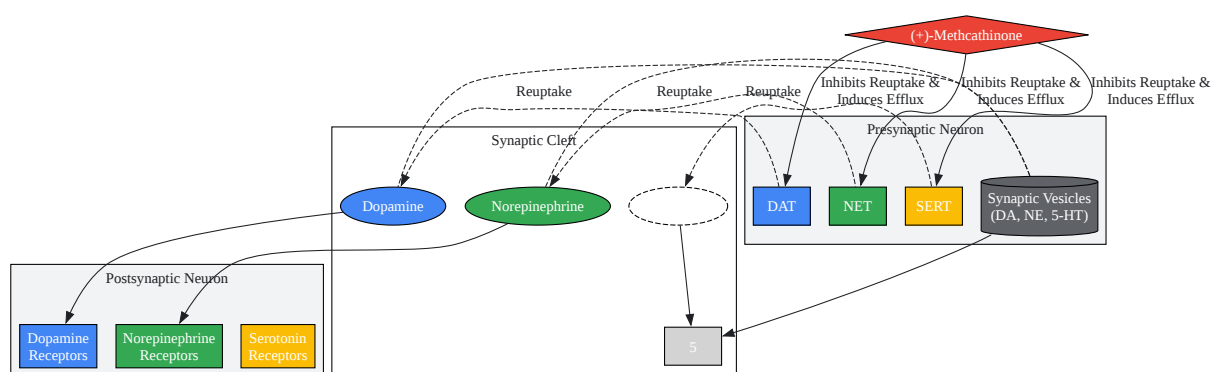 (+)-Methcathinone
Inhibits Reuptake &
Induces Efflux
Inhibits Reuptake &
Induces Efflux
Inhibits Reuptake &
Induces Efflux
Reuptake
Reuptake
Reuptake
Presynaptic Neuron
Synaptic Cleft
Dopamine
Norepinephrine
DAT
NET
SERT
Synaptic Vesicles
(DA, NE, 5-HT)
Postsynaptic Neuron
Dopamine
Receptors
Norepinephrine
Receptors
Serotonin
Receptors
5